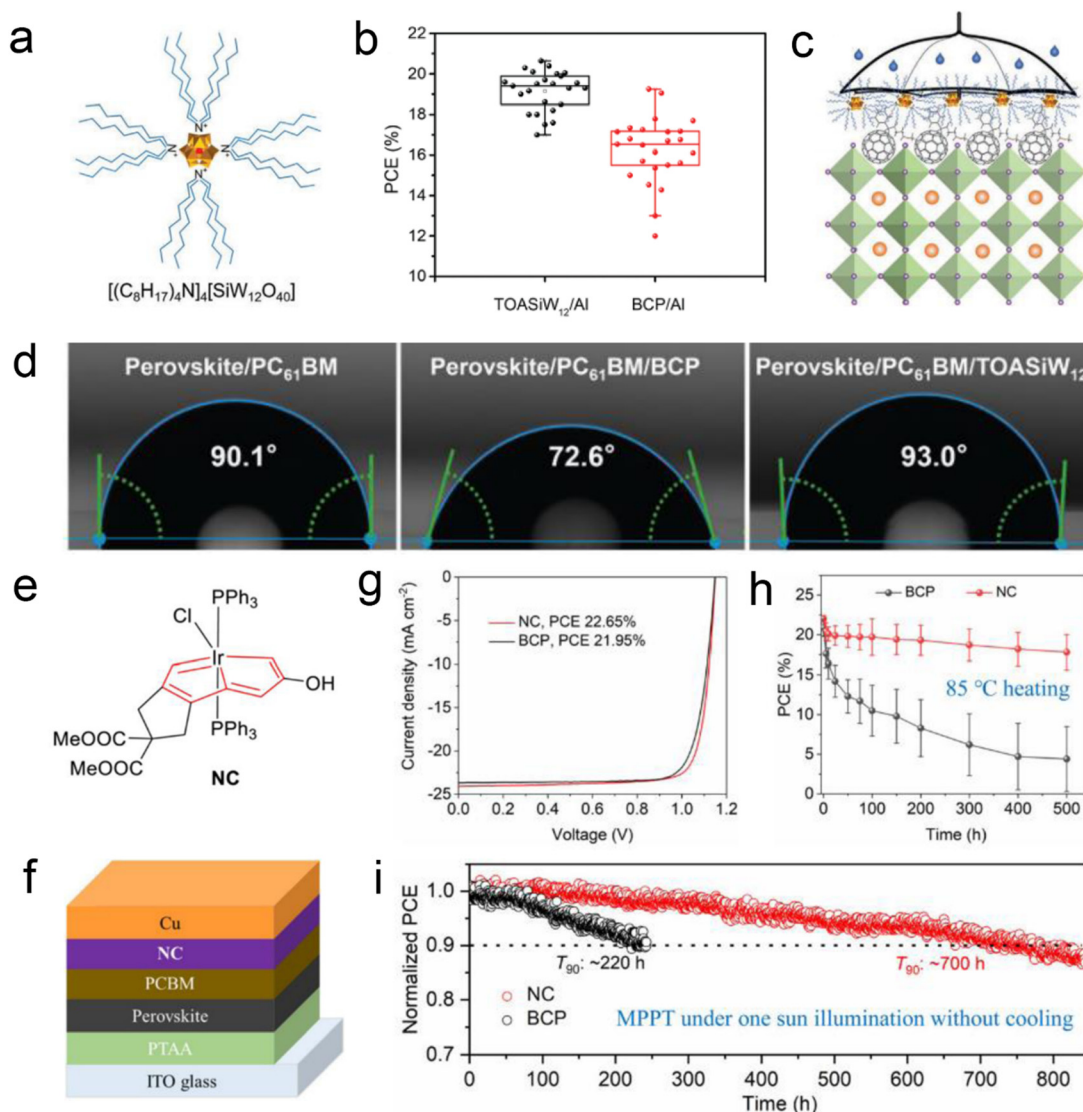 a
N⁺
N⁺
N⁺
N⁺
[(C₈H₁₇)₄N]₄[SiW₁₂O₄₀]
b
PCE (%)
22
20
18
16
14
12
10
TOASiW₁₂/Al
BCP/Al
c
d
Perovskite/PC₆₁BM
90.1°
Perovskite/PC₆₁BM/BCP
72.6°
Perovskite/PC₆₁BM/TOASiW₁₂
93.0°
e
PPh₃
Cl
Ir
OH
PPh₃
MeOOC
MeOOC
NC
g
Current density (mA cm⁻²)
0
-5
-10
-15
-20
-25
NC, PCE 22.65%
BCP, PCE 21.95%
0.0
0.2
0.4
0.6
0.8
1.0
1.2
Voltage (V)
h
BCP
NC
PCE (%)
25
20
15
10
5
0
85 °C heating
0
100
200
300
400
500
Time (h)
f
Cu
NC
PCBM
Perovskite
PTAA
ITO glass
i
Normalized PCE
1.0
0.9
1.0
0.8
0.7
T₉₀: ~220 h
T₉₀: ~700 h
NC
BCP
MPPT under one sun illumination without cooling
0
100
200
300
400
500
600
700
800
Time (h)